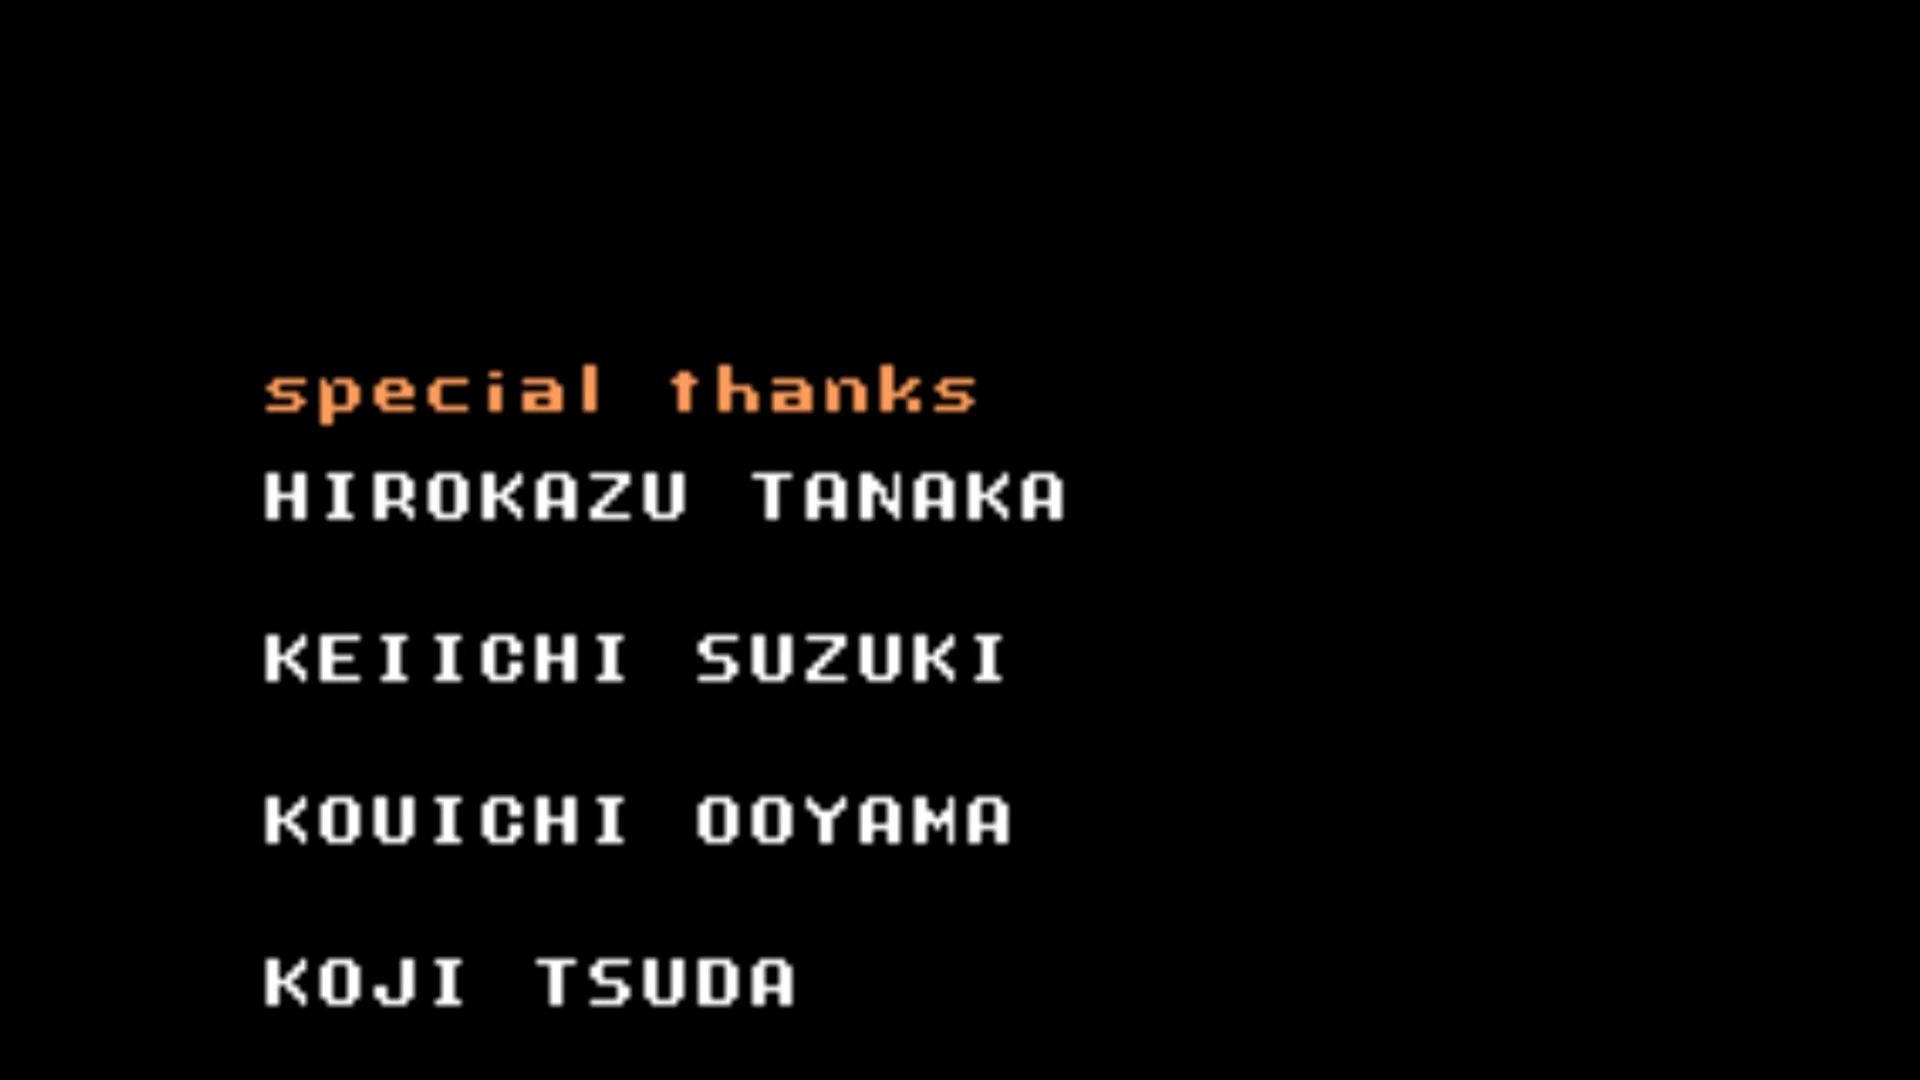 special thanks
HIROKAZU TANAKA
KEIICHI SUZUKI
KOUICHI OOYAMA
KOJI TSUDA